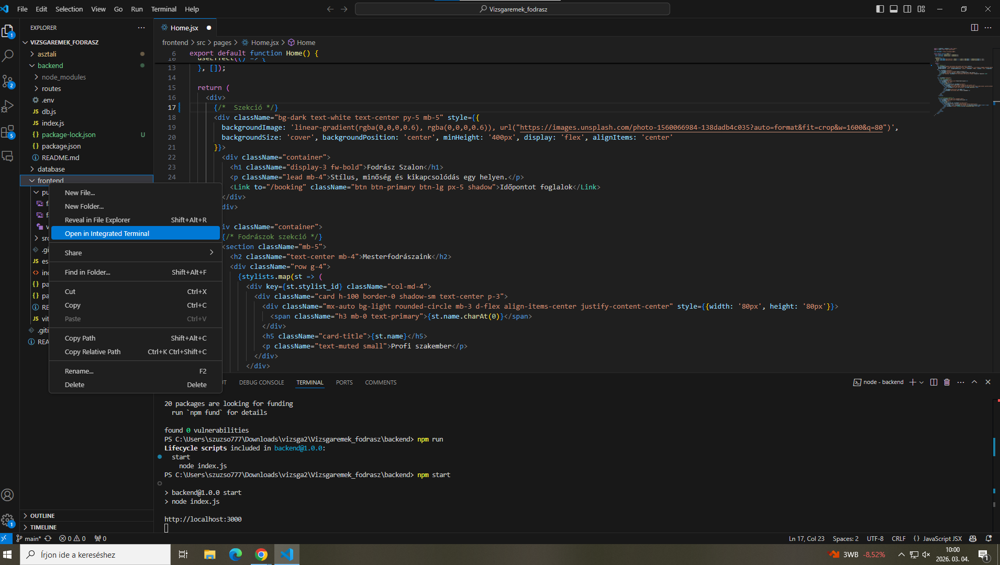 File Edit Selection View Go Run Terminal Help
Vizsgaremek_fodrasz
EXPLORER
VIZSGAREMEK_FODRASZ
asztali
backend
node_modules
routes
.env
JS db.js
JS index.js
{} package-lock.json U
{} package.json
README.md
database
frontend
Home.jsx
frontend > src > pages > Home.jsx > Home
6 export default function Home() {
10 useEffect(() => {
13 }, []);
14
15 return (
16 <div>
17 {/*  Szekció */}
18 <div className="bg-dark text-white text-center py-5 mb-5" style={{
19 backgroundImage: 'linear-gradient(rgba(0,0,0,0.6), rgba(0,0,0,0.6)), url("https://images.unsplash.com/photo-1560066984-138dadb4c035?auto=format&fit=crop&w=1600&q=80")',
20 backgroundSize: 'cover', backgroundPosition: 'center', minHeight: '400px', display: 'flex', alignItems: 'center'
21 }}>
22 <div className="container">
23 <h1 className="display-3 fw-bold">Fodrász Szalon</h1>
24 <p className="lead mb-4">Stílus, minőség és kikapcsolódás egy helyen.</p>
<Link to="/booking" className="btn btn-primary btn-lg px-5 shadow">Időpontot foglalok</Link>
</div>
div>
iv className="container">
{/* Fodrászok szekció */}
<section className="mb-5">
<h2 className="text-center mb-4">Mesterfodrászaink</h2>
<div className="row g-4">
{stylists.map(st => (
<div key={st.stylist_id} className="col-md-4">
<div className="card h-100 border-0 shadow-sm text-center p-3">
<div className="mx-auto bg-light rounded-circle mb-3 d-flex align-items-center justify-content-center" style={{width: '80px', height: '80px'}}>
<span className="h3 mb-0 text-primary">{st.name.charAt(0)}</span>
</div>
<h5 className="card-title">{st.name}</h5>
<p className="text-muted small">Profi szakember</p>
</div>
</div>
New File...
New Folder...
Reveal in File Explorer Shift+Alt+R
Open in Integrated Terminal
Share
Find in Folder... Shift+Alt+F
Cut Ctrl+X
Copy Ctrl+C
Paste Ctrl+V
Copy Path Shift+Alt+C
Copy Relative Path Ctrl+K Ctrl+Shift+C
Rename... F2
Delete Delete
pu
src
.gi
JS es
<> ind
{} pa
{} pa
RE
JS vit
.giti
REA
OUTLINE
TIMELINE
UT DEBUG CONSOLE TERMINAL PORTS COMMENTS
node - backend
20 packages are looking for funding
run `npm fund` for details
found 0 vulnerabilities
PS C:\Users\szuzso777\Downloads\vizsga2\Vizsgaremek_fodrasz\backend> npm run
Lifecycle scripts included in backend@1.0.0:
start
node index.js
PS C:\Users\szuzso777\Downloads\vizsga2\Vizsgaremek_fodrasz\backend> npm start
> backend@1.0.0 start
> node index.js
http://localhost:3000
main* 0 0 0
Ln 17, Col 23 Spaces: 2 UTF-8 CRLF {} JavaScript JSX
Írjon ide a kereséshez
3WB -8,52%
10:00
2026. 03. 04.